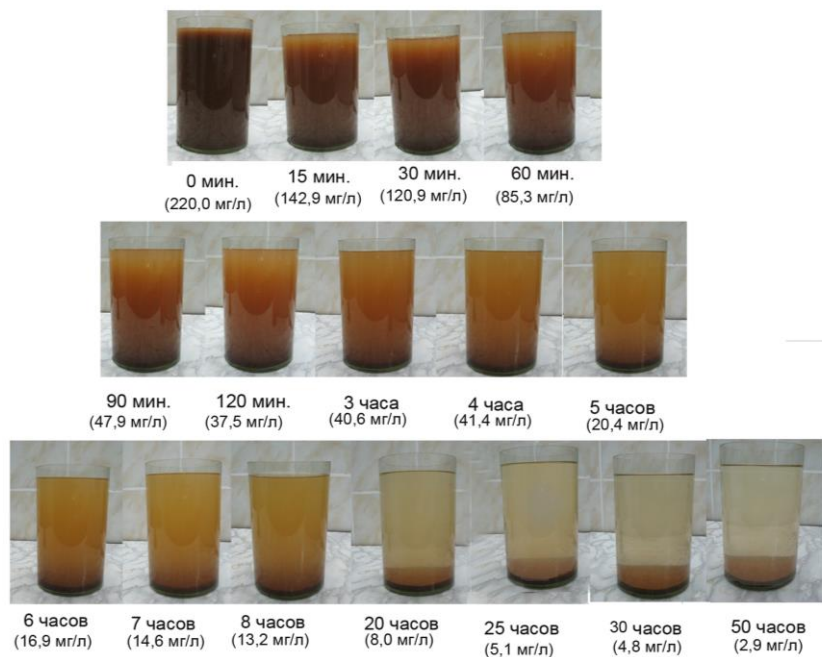 0 мин. 15 мин. 30 мин. 60 мин.
(220,0 мг/л) (142,9 мг/л) (120,9 мг/л) (85,3 мг/л)
90 мин. 120 мин. 3 часа 4 часа 5 часов
(47,9 мг/л) (37,5 мг/л) (40,6 мг/л) (41,4 мг/л) (20,4 мг/л)
6 часов 7 часов 8 часов 20 часов 25 часов 30 часов 50 часов
(16,9 мг/л) (14,6 мг/л) (13,2 мг/л) (8,0 мг/л) (5,1 мг/л) (4,8 мг/л) (2,9 мг/л)